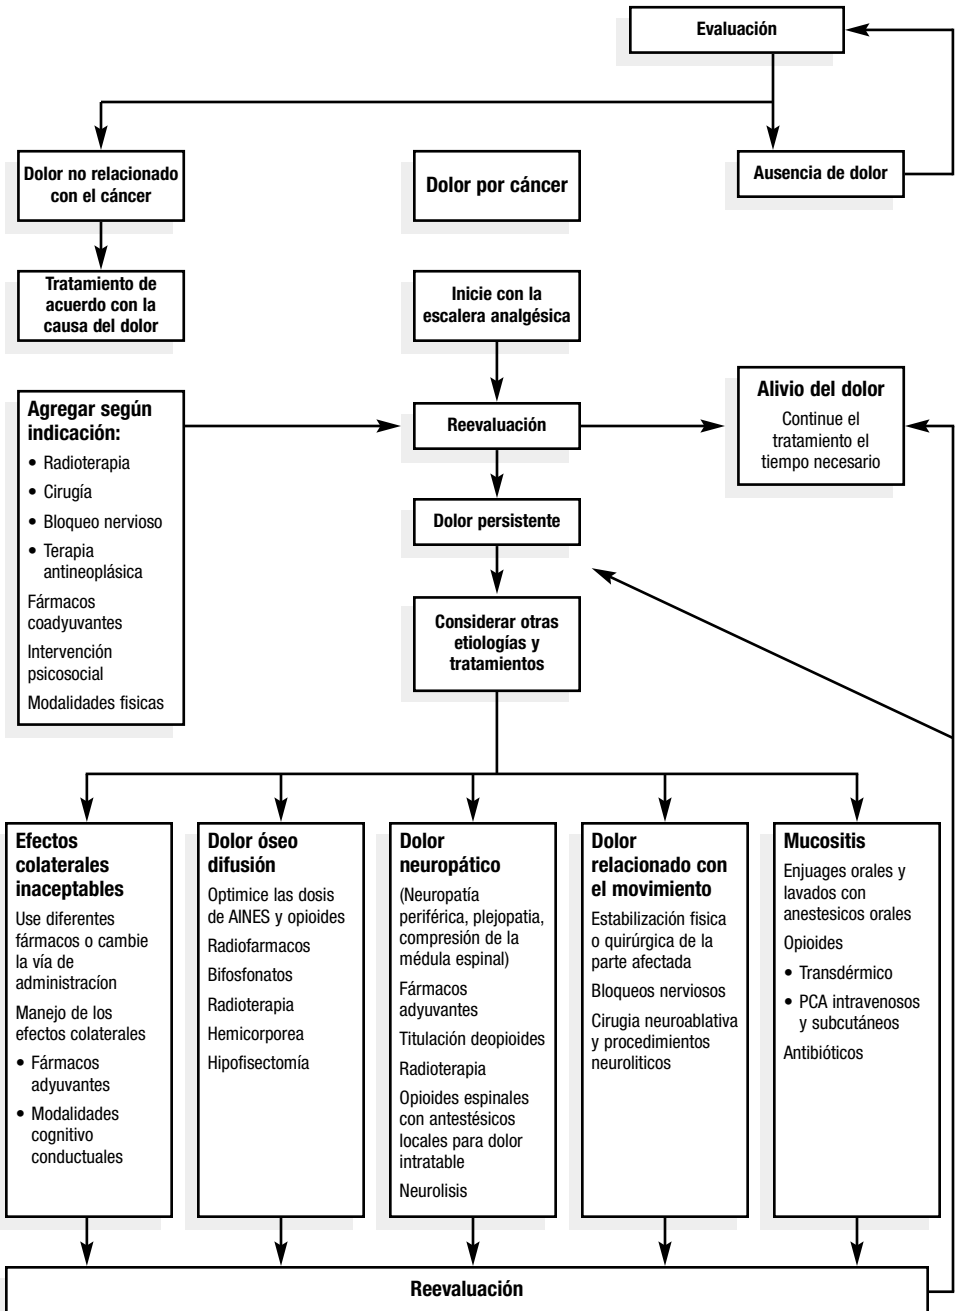 Evaluación
Dolor no relacionado
con el cáncer
Dolor por cáncer
Ausencia de dolor
Tratamiento de
acuerdo con la
causa del dolor
Inicie con la
escalera analgésica
Agregar según
indicación:
• Radioterapia
• Cirugía
• Bloqueo nervioso
• Terapia
antineoplásica
Fármacos
coadyuvantes
Intervención
psicosocial
Modalidades fisicas
Reevaluación
Alivio del dolor
Continue el
tratamiento el
tiempo necesario
Dolor persistente
Considerar otras
etiologías y
tratamientos
Efectos
colaterales
inaceptables
Use diferentes
fármacos o cambie
la vía de
administracíon
Manejo de los
efectos colaterales
• Fármacos
adyuvantes
• Modalidades
cognitivo
conductuales
Dolor óseo
difusión
Optimice las dosis
de AINES y opioides
Radiofarmacos
Bifosfonatos
Radioterapia
Hemicorporea
Hipofisectomía
Dolor
neuropático
(Neuropatía
periférica, plejopatia,
compresión de la
médula espinal)
Fármacos
adyuvantes
Titulación deopioides
Radioterapia
Opioides espinales
con antestésicos
locales para dolor
intratable
Neurolisis
Dolor
relacionado con
el movimiento
Estabilización fisica
o quirúrgica de la
parte afectada
Bloqueos nerviosos
Cirugia neuroablativa
y procedimientos
neuroliticos
Mucositis
Enjuages orales y
lavados con
anestesicos orales
Opioides
• Transdérmico
• PCA intravenosos
y subcutáneos
Antibióticos
Reevaluación